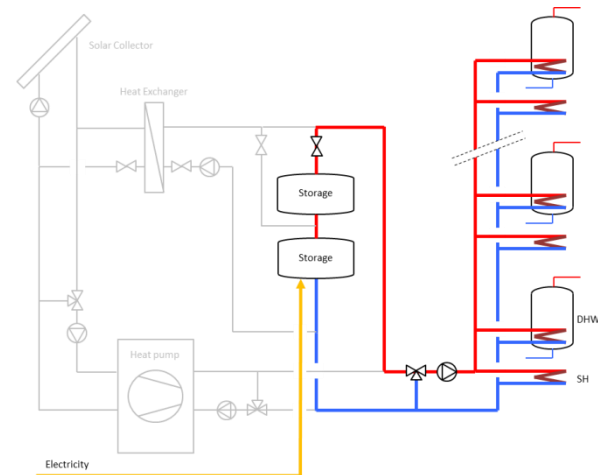 Solar Collector
Heat Exchanger
Storage
Storage
DHW
Heat pump
SH
Electricity